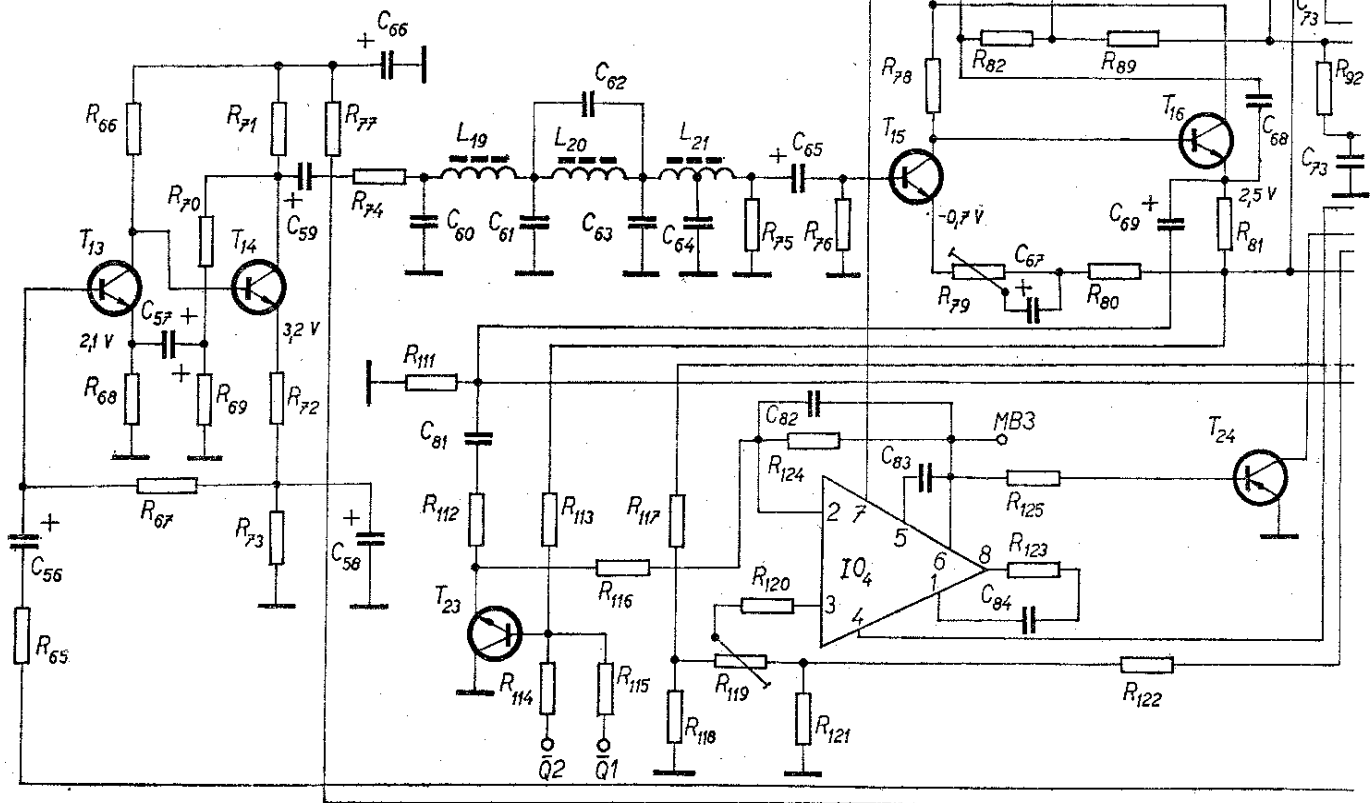 C73
+ C66
R82
R89
R92
R66
R71
R77
C62
R78
T16
C68
L19
L20
L21
+ C65
T15
C73
R70
+ C59
R74
C60
C61
C63
C64
R75
R76
-0,7 V
C69 +
2,5 V
R81
T13
T14
C57 +
2,1 V
3,2 V
R79
C67 +
R80
R68
+ R69
R72
R111
C82
MB3
T24
C81
R124
C83
R125
R67
R112
R113
R117
2
7
5
6
8
R123
C56 +
R73
+ C58
R116
R120
3
IO4
1
4
C84
T23
R65
R114
R115
R119
R118
R121
R122
Q̅2
Q̅1